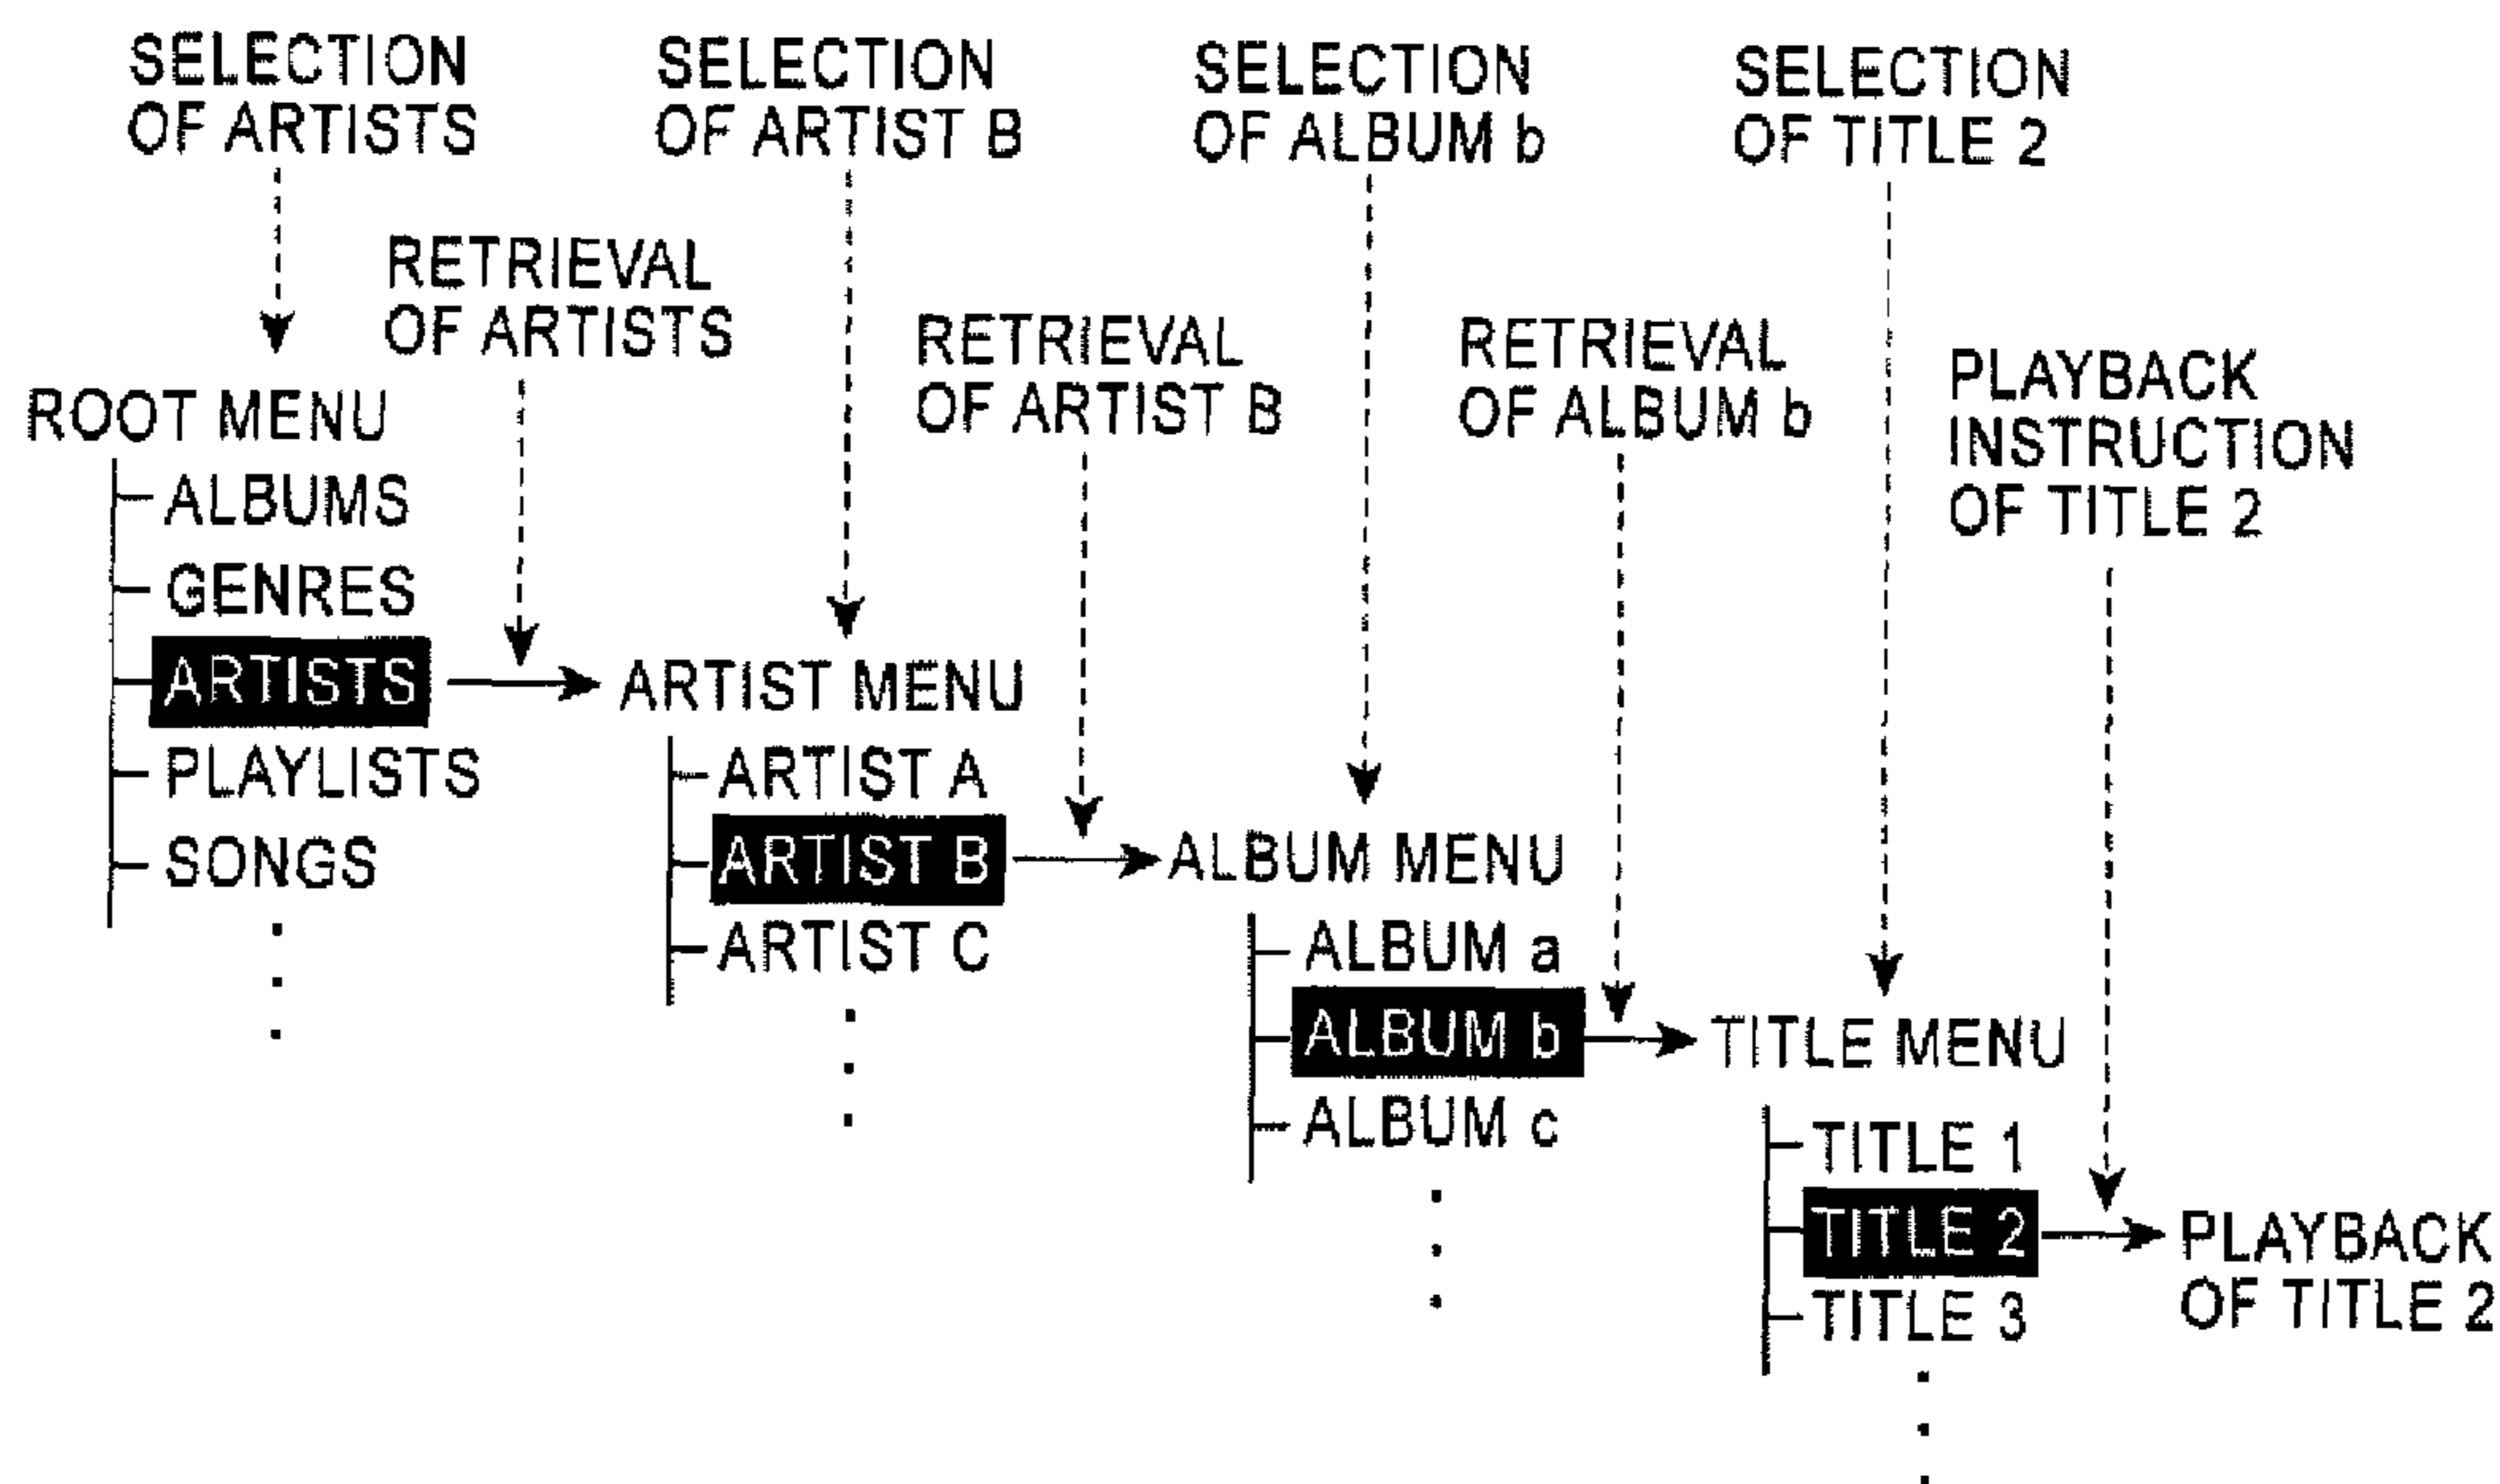 SELECTION
OF ARTISTS
SELECTION
OF ARTIST B
SELECTION
OF ALBUM b
SELECTION
OF TITLE 2
RETRIEVAL
OF ARTISTS
RETRIEVAL
OF ARTIST B
RETRIEVAL
OF ALBUM b
PLAYBACK
INSTRUCTION
OF TITLE 2
ROOT MENU
ALBUMS
GENRES
ARTISTS
PLAYLISTS
SONGS
ARTIST MENU
ARTIST A
ARTIST B
ARTIST C
ALBUM MENU
ALBUM a
ALBUM b
ALBUM c
TITLE MENU
TITLE 1
TITLE 2
TITLE 3
PLAYBACK
OF TITLE 2